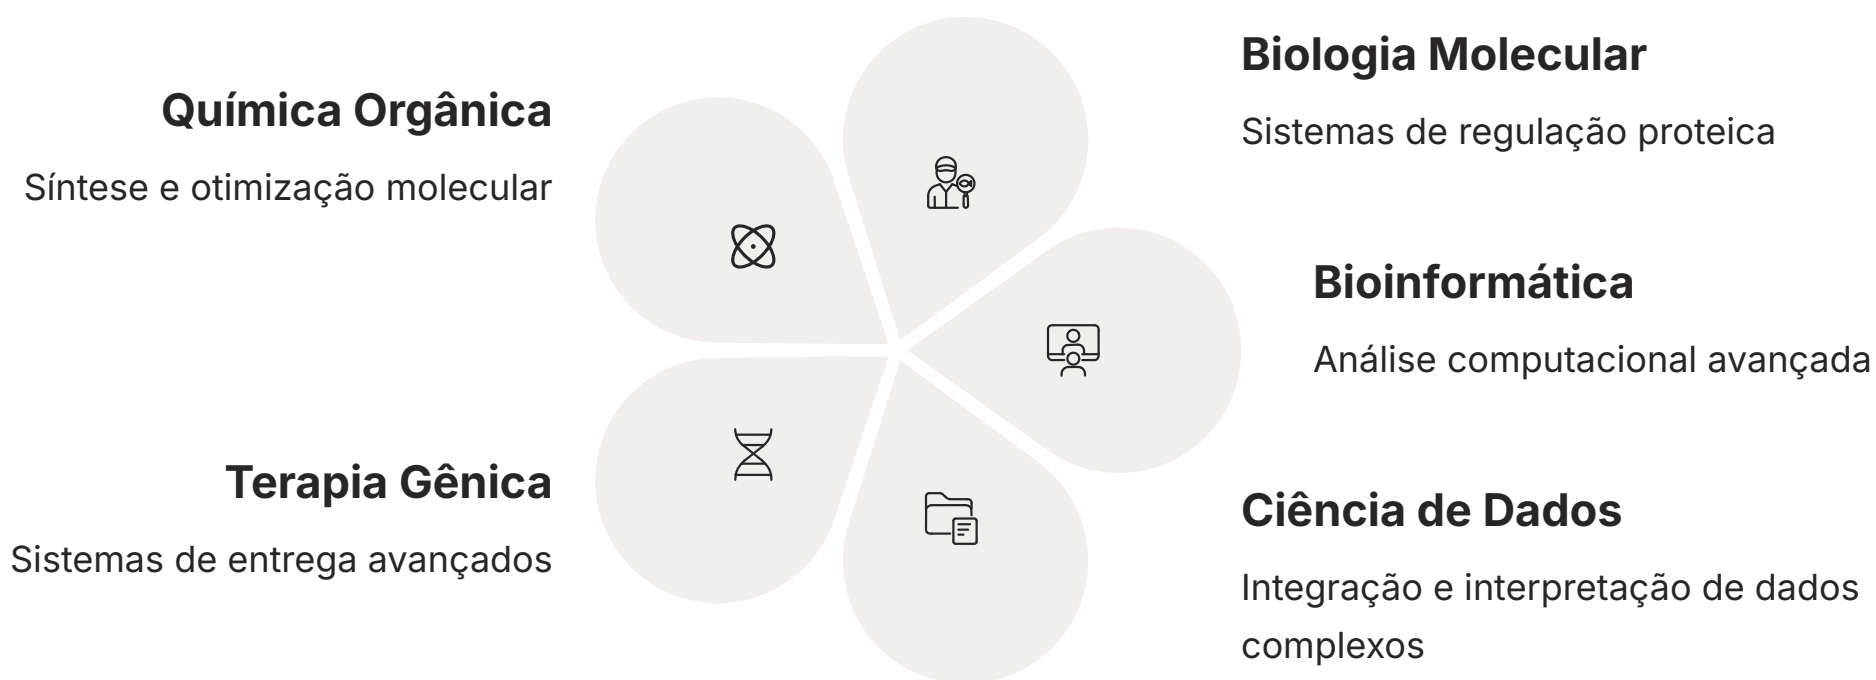 Química Orgânica
Síntese e otimização molecular
Biologia Molecular
Sistemas de regulação proteica
Bioinformática
Análise computacional avançada
Terapia Gênica
Sistemas de entrega avançados
Ciência de Dados
Integração e interpretação de dados
complexos